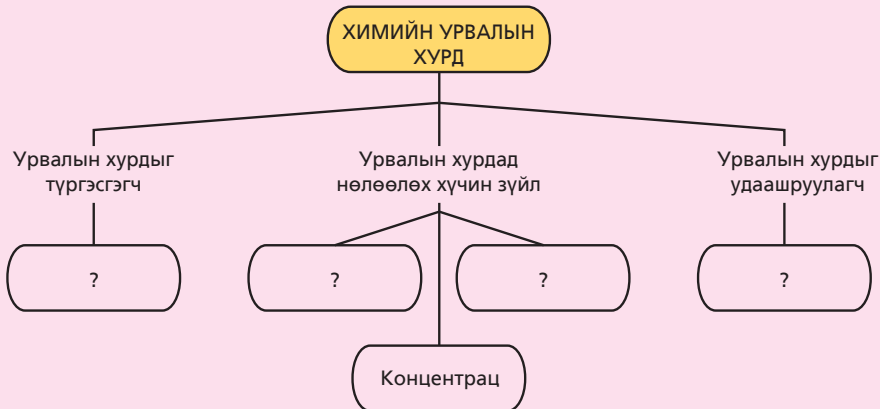 ХИМИЙН УРВАЛЫН
ХУРД
Урвалын хурдыг
түргэсгэгч
Урвалын хурдад
нөлөөлөх хүчин зүйл
Урвалын хурдыг
удаашруулагч
?
?
?
?
Концентрац